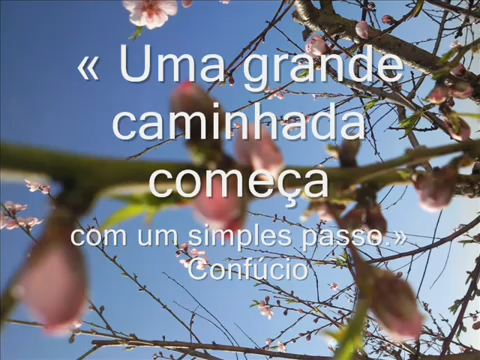 « Uma grande
caminhada
começa
com um simples passo.»
Confúcio